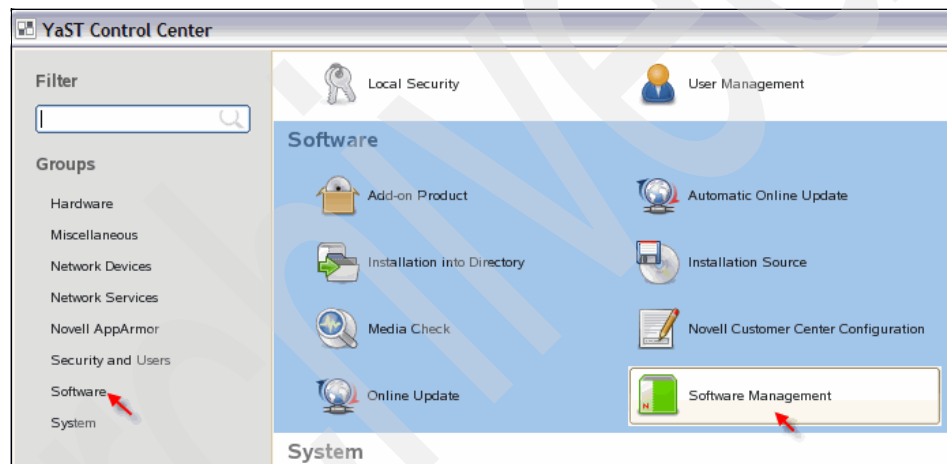 YaST Control Center
Filter
Groups
Hardware
Miscellaneous
Network Devices
Network Services
Novell AppArmor
Security and Users
Software
System
Local Security
User Management
Software
Add-on Product
Automatic Online Update
Installation into Directory
Installation Source
Media Check
Novell Customer Center Configuration
Online Update
N
Software Management
System